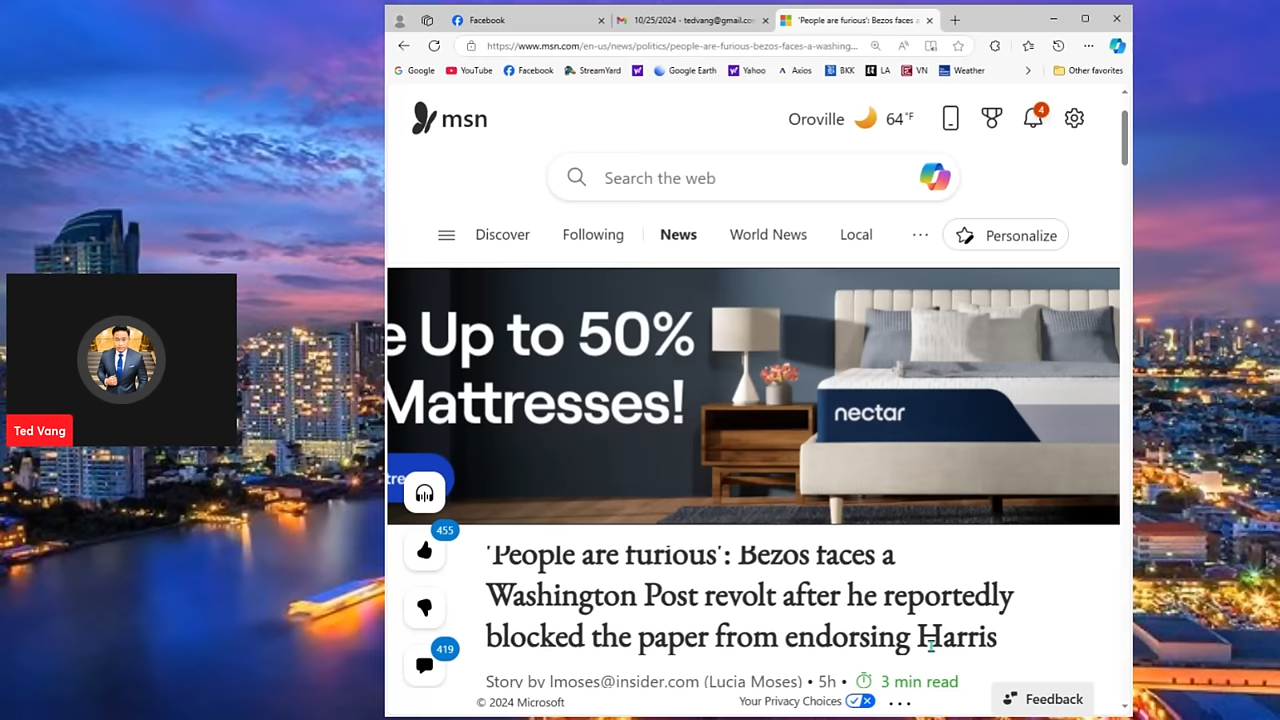 Facebook
10/25/2024 - tedvang@gmail.co
'People are furious': Bezos faces a
https://www.msn.com/en-us/news/politics/people-are-furious-bezos-faces-a-washing...
Google YouTube Facebook StreamYard Google Earth Yahoo Axios BKK LA VN Weather Other favorites
msn
Oroville 64°F
4
Search the web
Discover Following News World News Local ... Personalize
e Up to 50%
Mattresses!
nectar
tre
455
'People are furious': Bezos faces a
Washington Post revolt after he reportedly
blocked the paper from endorsing Harris
419
Story by lmoses@insider.com (Lucia Moses) • 5h • 3 min read
© 2024 Microsoft
Your Privacy Choices
Feedback
Ted Vang